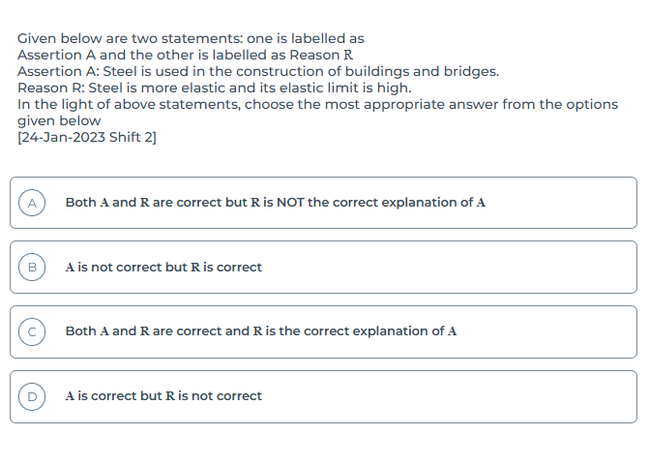 Given below are two statements: one is labelled as
Assertion A and the other is labelled as Reason R
Assertion A: Steel is used in the construction of buildings and bridges.
Reason R: Steel is more elastic and its elastic limit is high.
In the light of above statements, choose the most appropriate answer from the options
given below
[24-Jan-2023 Shift 2]
A Both A and R are correct but R is NOT the correct explanation of A
B A is not correct but R is correct
C Both A and R are correct and R is the correct explanation of A
D A is correct but R is not correct